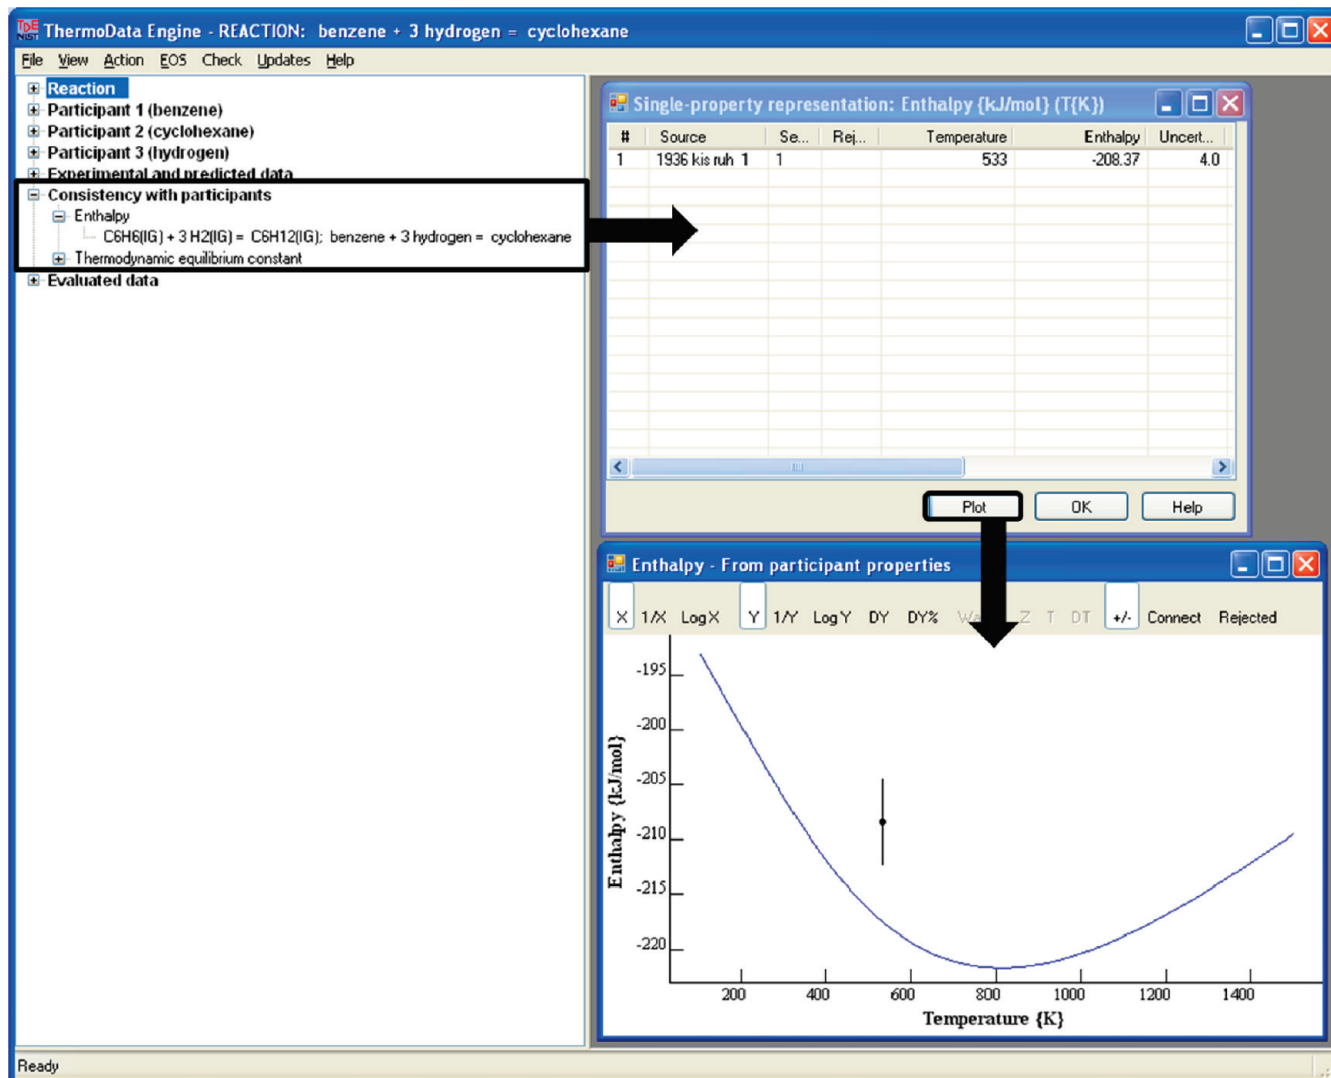 TDE NIST ThermoData Engine - REACTION: benzene + 3 hydrogen = cyclohexane
File View Action EOS Check Updates Help
Reaction
Participant 1 (benzene)
Participant 2 (cyclohexane)
Participant 3 (hydrogen)
Experimental and predicted data
Consistency with participants
Enthalpy
C6H6(IG) + 3 H2(IG) = C6H12(IG); benzene + 3 hydrogen = cyclohexane
Thermodynamic equilibrium constant
Evaluated data
Single-property representation: Enthalpy {kJ/mol} (T{K})
# Source Se... Rej... Temperature Enthalpy Uncert...
1 1936 kis ruh 1 1 533 -208.37 4.0
Plot OK Help
Enthalpy - From participant properties
X 1/X Log X Y 1/Y Log Y DY DY% Z T DT +/- Connect Rejected
Enthalpy {kJ/mol}
-195
-200
-205
-210
-215
-220
200 400 600 800 1000 1200 1400
Temperature {K}
Ready